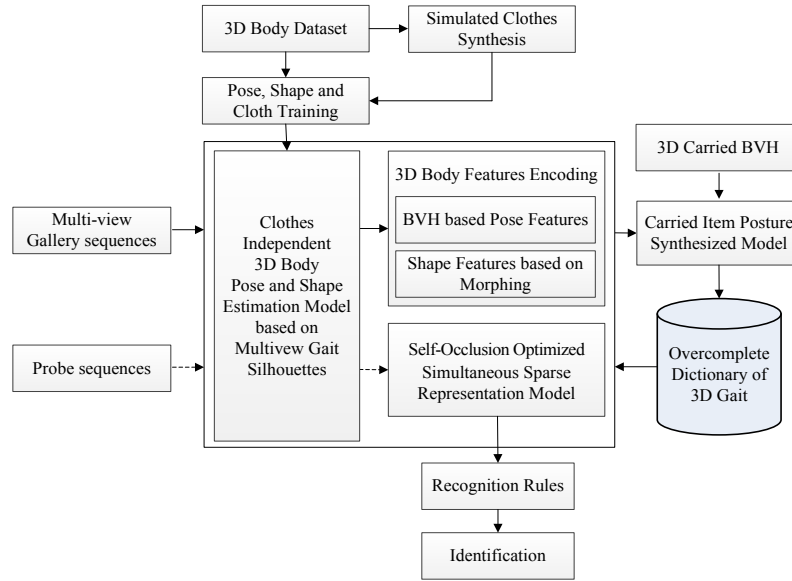 3D Body Dataset
Simulated Clothes
Synthesis
Pose, Shape and
Cloth Training
3D Carried BVH
Multi-view
Gallery sequences
Clothes
Independent
3D Body
Pose and Shape
Estimation Model
based on
Multivew Gait
Silhouettes
3D Body Features Encoding
BVH based Pose Features
Shape Features based on
Morphing
Carried Item Posture
Synthesized Model
Probe sequences
Self-Occlusion Optimized
Simultaneous Sparse
Representation Model
Overcomplete
Dictionary of
3D Gait
Recognition Rules
Identification